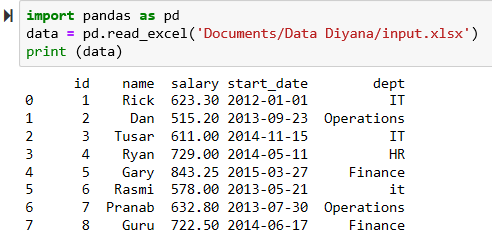 import pandas as pd
data = pd.read_excel('Documents/Data Diyana/input.xlsx')
print (data)
id name salary start_date dept
0 1 Rick 623.30 2012-01-01 IT
1 2 Dan 515.20 2013-09-23 Operations
2 3 Tusar 611.00 2014-11-15 IT
3 4 Ryan 729.00 2014-05-11 HR
4 5 Gary 843.25 2015-03-27 Finance
5 6 Rasmi 578.00 2013-05-21 it
6 7 Pranab 632.80 2013-07-30 Operations
7 8 Guru 722.50 2014-06-17 Finance